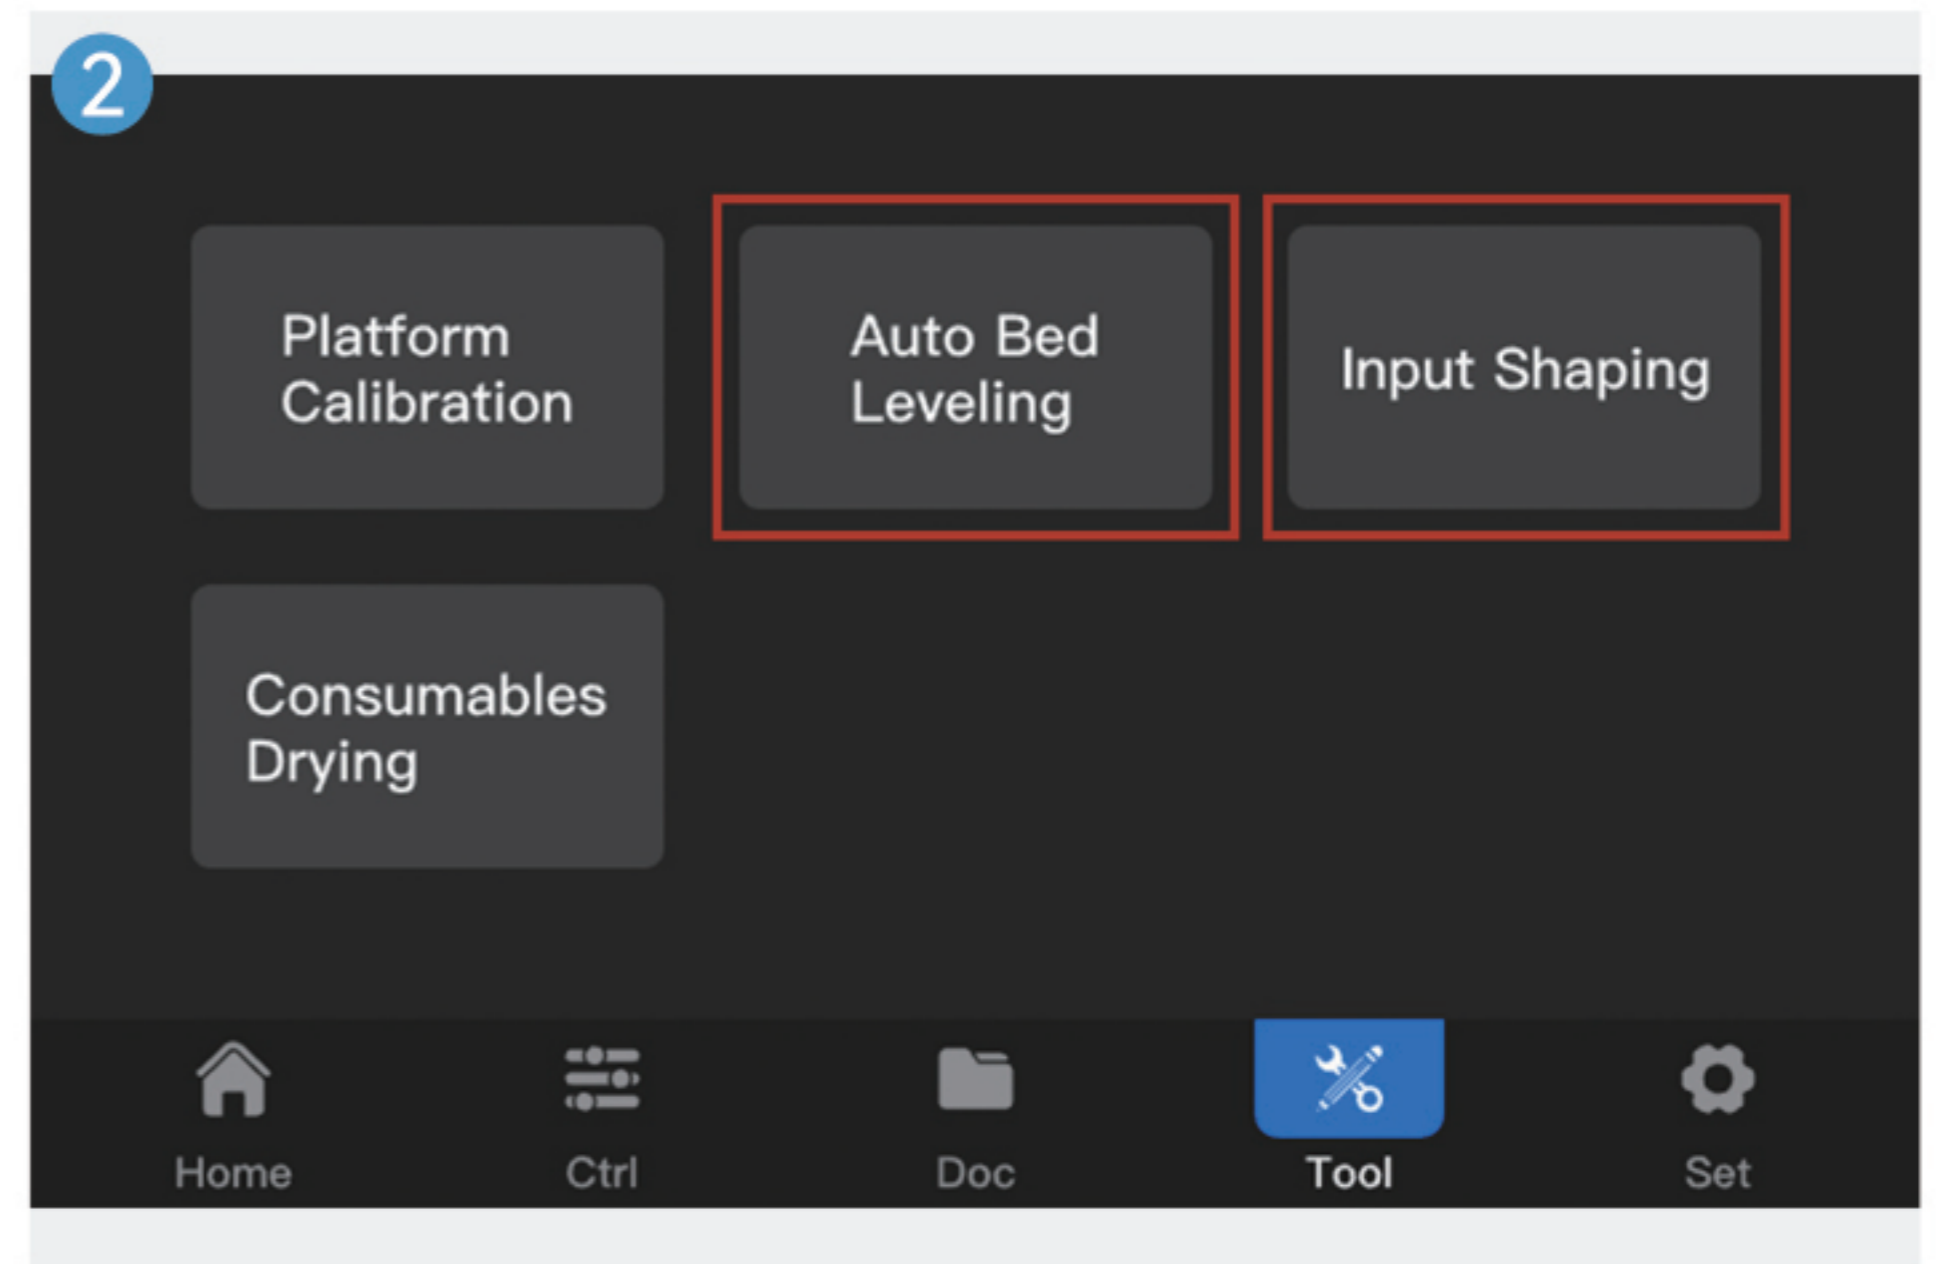 2
Platform
Calibration
Auto Bed
Leveling
Input Shaping
Consumables
Drying
Home
Ctrl
Doc
Tool
Set